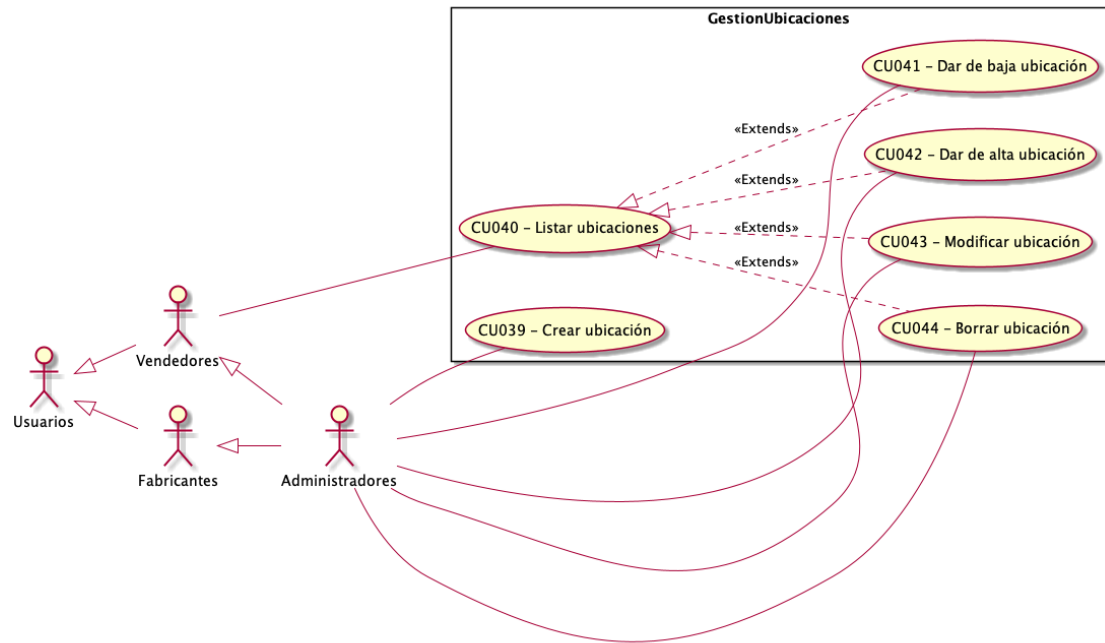 GestionUbicaciones
CU041 – Dar de baja ubicación
«Extends»
CU042 – Dar de alta ubicación
«Extends»
CU040 – Listar ubicaciones
«Extends»
CU043 – Modificar ubicación
«Extends»
CU039 – Crear ubicación
CU044 – Borrar ubicación
Vendedores
Usuarios
Fabricantes
Administradores